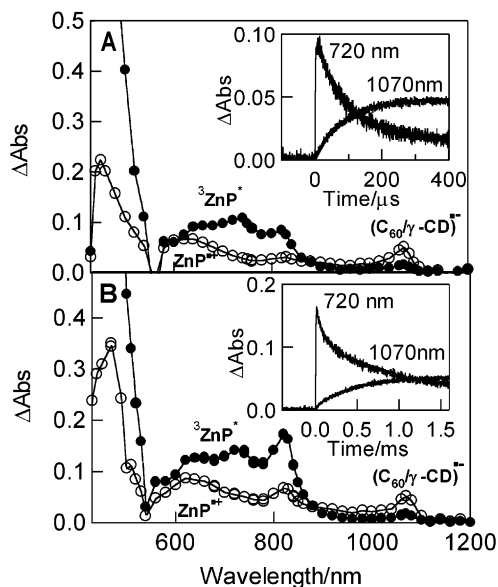 A
ΔAbs
0.5
0.4
0.3
0.2
0.1
0.0
³ZnP*
ZnP•+
(C60/γ-CD)•-
ΔAbs
0.10
0.05
0.00
720 nm
1070nm
0 200 400
Time/μs
B
ΔAbs
0.4
0.3
0.2
0.1
0.0
³ZnP*
ZnP•+
(C60/γ-CD)•-
ΔAbs
0.2
0.1
0.0
720 nm
1070nm
0.0 0.5 1.0 1.5
Time/ms
600 800 1000 1200
Wavelength/nm